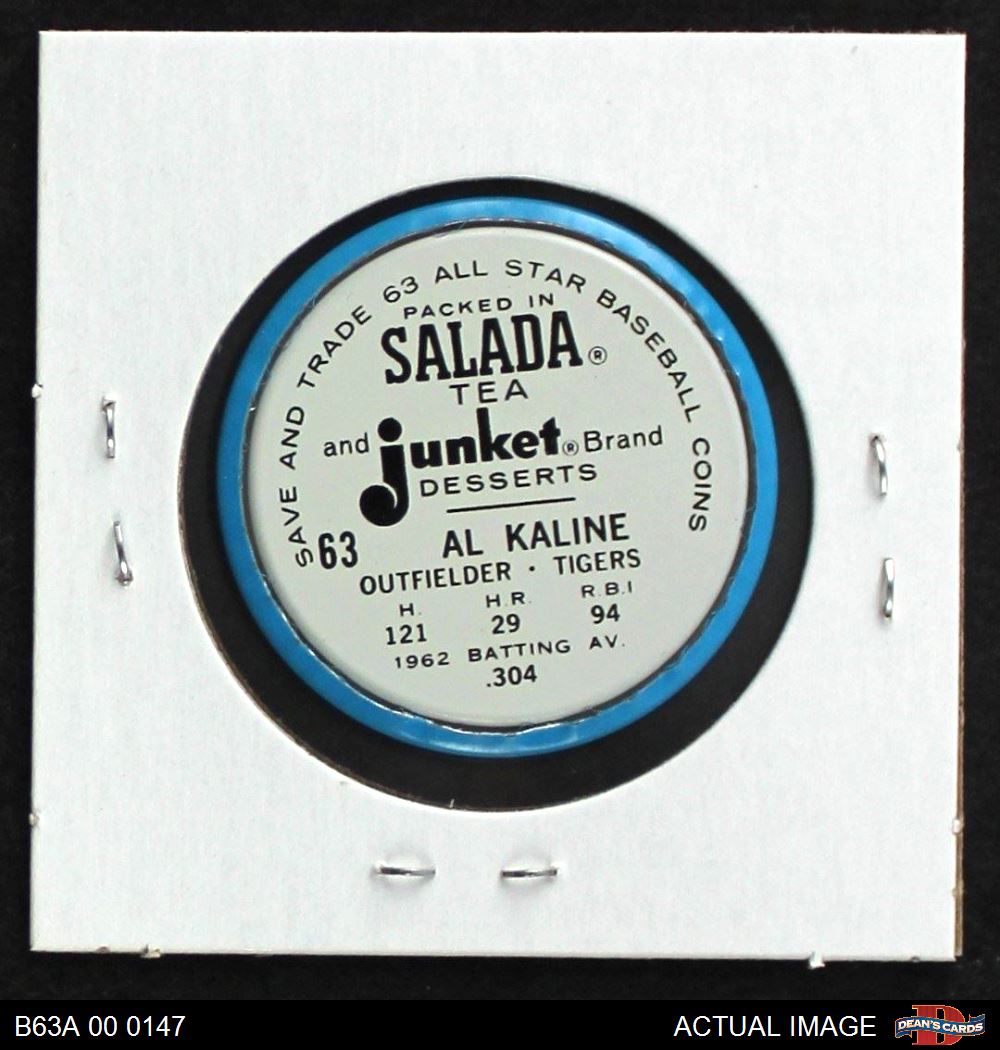 SAVE AND TRADE 63 ALL STAR BASEBALL COINS
PACKED IN
SALADA ®
TEA
and junket ® Brand
DESSERTS
63
AL KALINE
OUTFIELDER · TIGERS
H. H.R. R.B.I
121 29 94
1962 BATTING AV.
.304
B63A 00 0147
ACTUAL IMAGE
D
DEAN'S CARDS